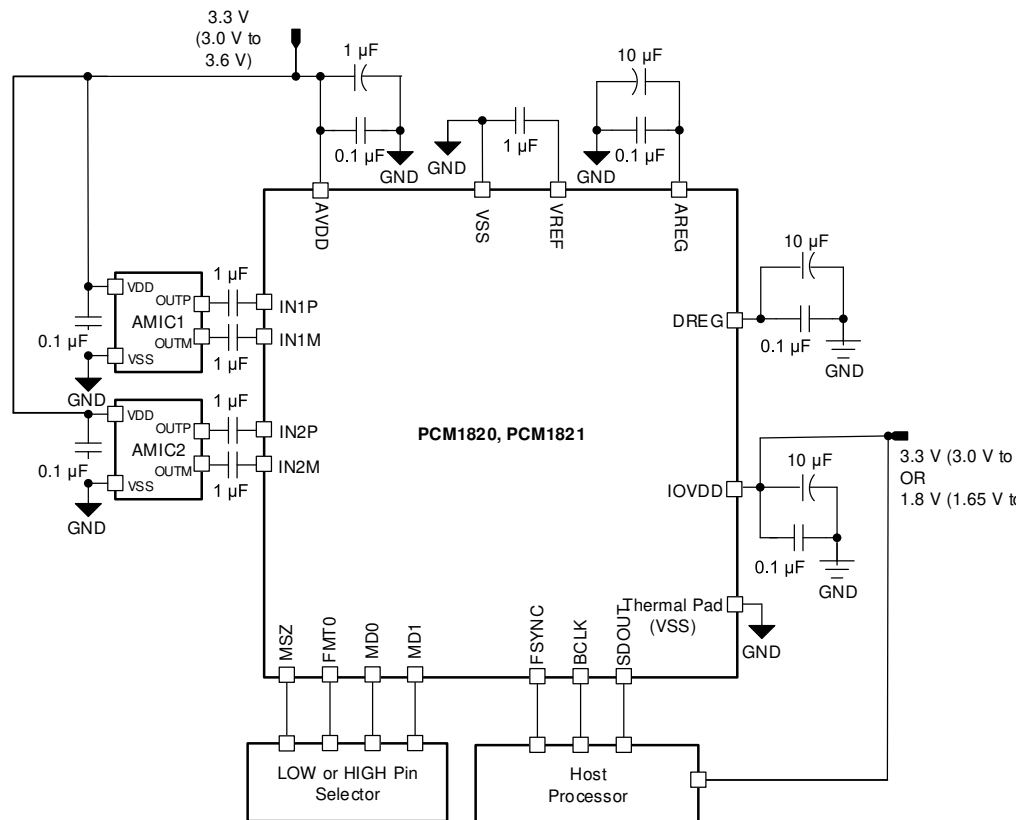 3.3 V
(3.0 V to
3.6 V)
1 µF
0.1 µF
GND
GND
1 µF
10 µF
0.1 µF
GND
AVDD
VSS
VREF
AREG
VDD
OUTP
AMIC1
OUTM
VSS
0.1 µF
GND
1 µF
1 µF
IN1P
IN1M
VDD
OUTP
AMIC2
OUTM
VSS
0.1 µF
GND
1 µF
1 µF
IN2P
IN2M
PCM1820, PCM1821
DREG
10 µF
0.1 µF
GND
IOVDD
10 µF
0.1 µF
GND
3.3 V (3.0 V to
OR
1.8 V (1.65 V to
Thermal Pad
(VSS)
GND
MSZ
FMT0
MD0
MD1
FSYNC
BCLK
SDOUT
LOW or HIGH Pin
Selector
Host
Processor